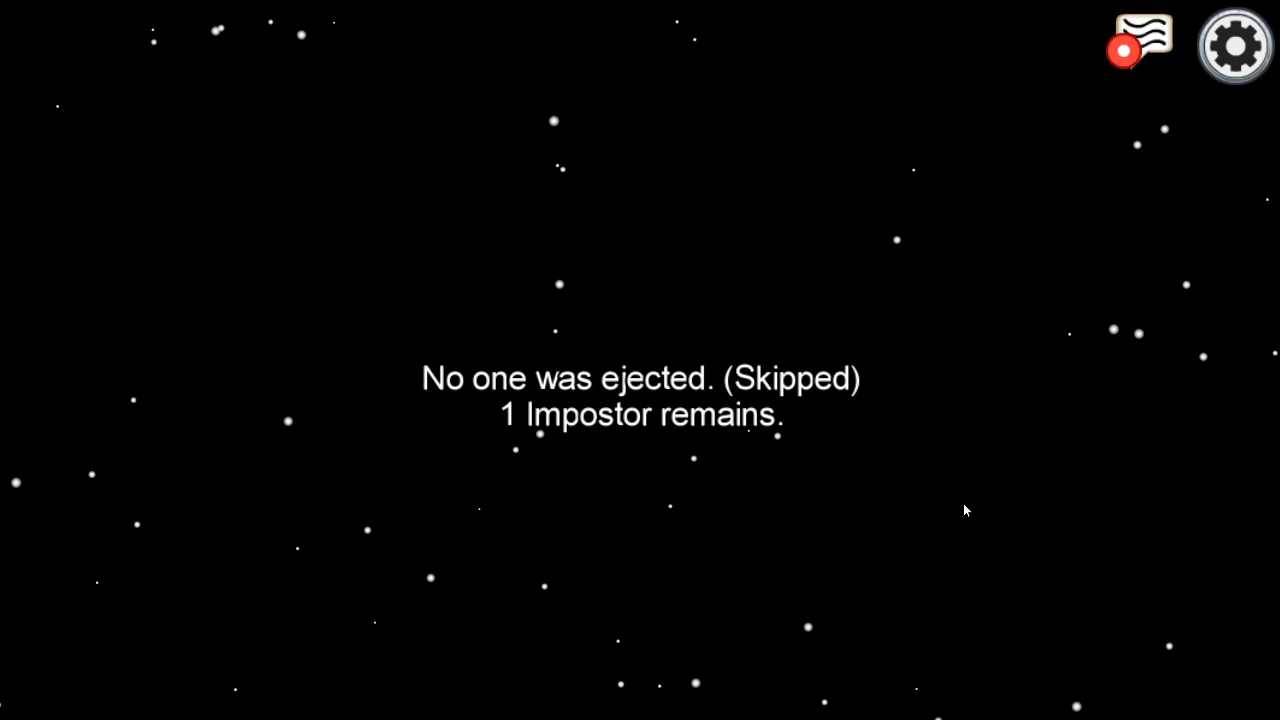 No one was ejected. (Skipped)
1 Impostor remains.